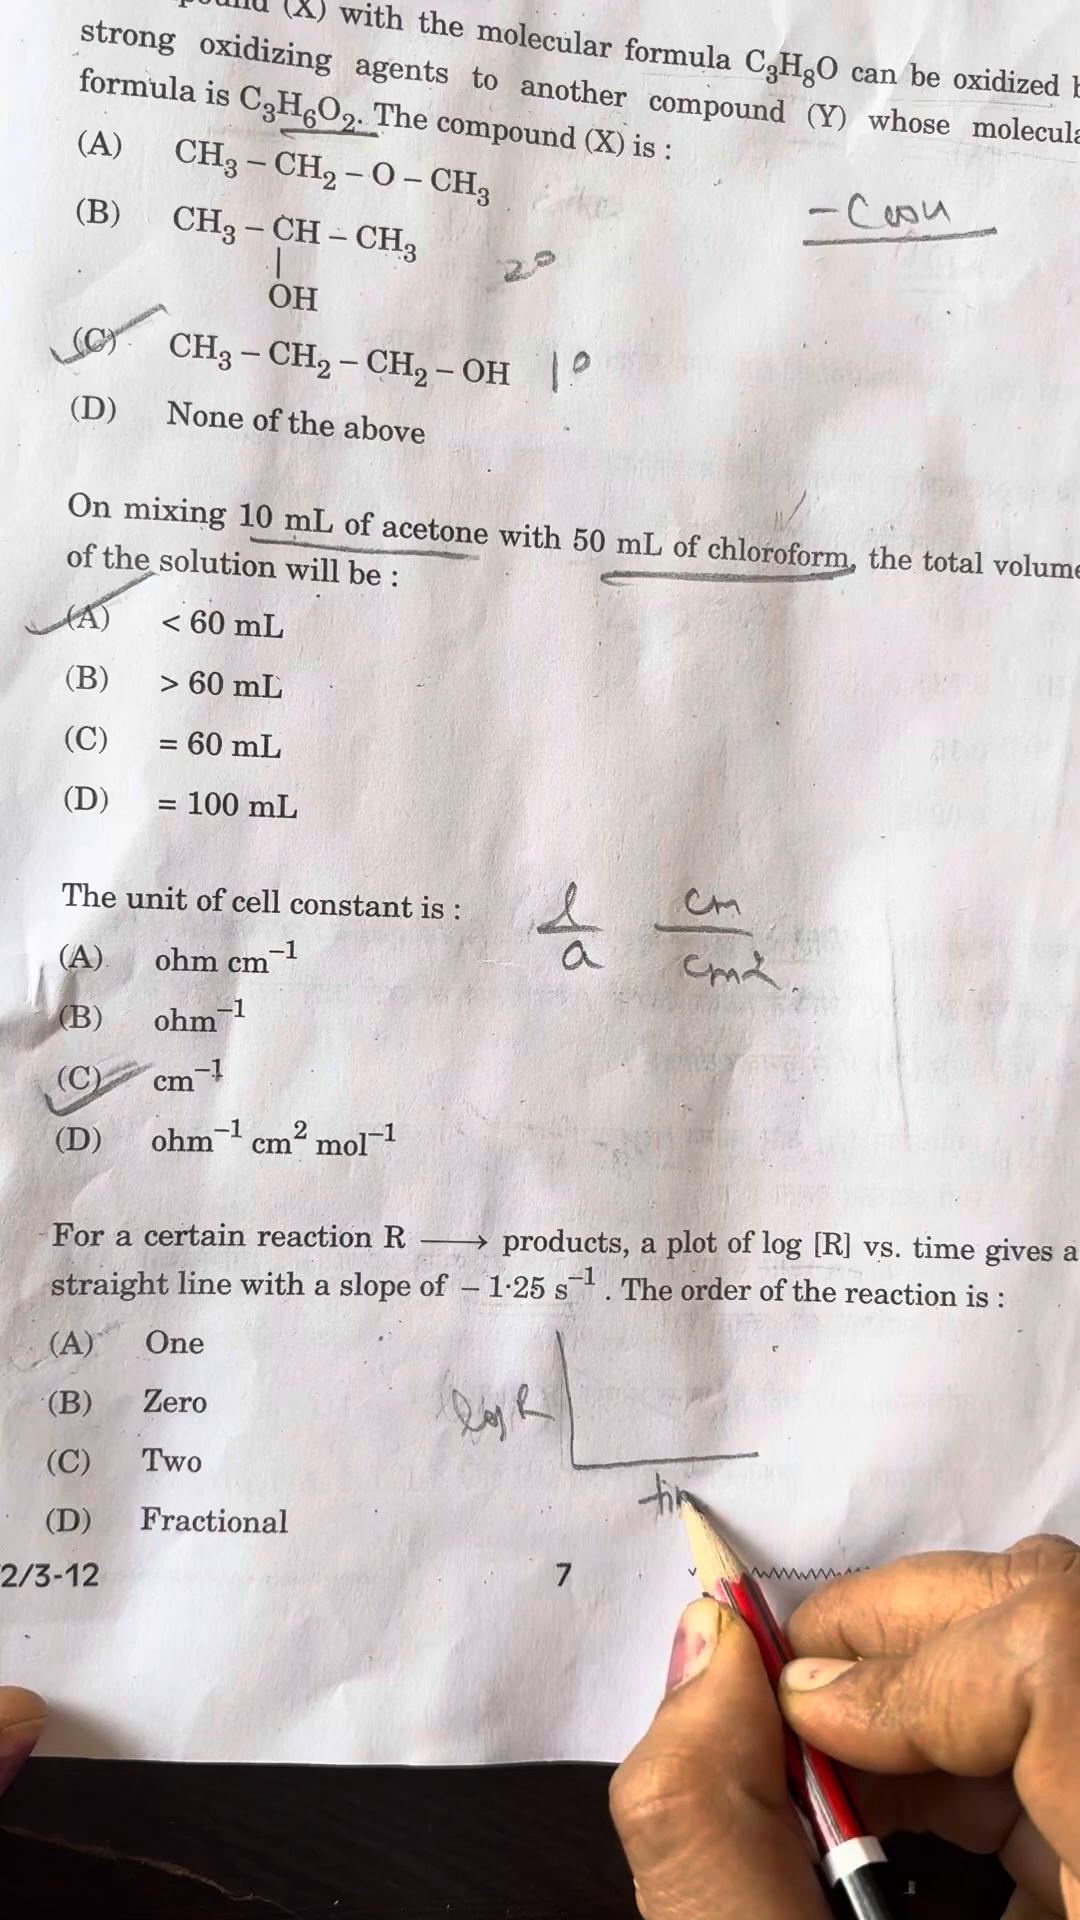 (X) with the molecular formula C₃H₈O can be oxidized
strong oxidizing agents to another compound (Y) whose
formula is C₃H₆O₂. The compound (X) is :
(A) CH₃ – CH₂ – O – CH₃
(B) CH₃ – CH – CH₃
|
OH
2°
– COOH
(C) CH₃ – CH₂ – CH₂ – OH 1°
(D) None of the above
On mixing 10 mL of acetone with 50 mL of chloroform, the total volume
of the solution will be :
(A) < 60 mL
(B) > 60 mL
(C) = 60 mL
(D) = 100 mL
The unit of cell constant is :
l/a cm/cm²
(A) ohm cm⁻¹
(B) ohm⁻¹
(C) cm⁻¹
(D) ohm⁻¹ cm² mol⁻¹
For a certain reaction R ⟶ products, a plot of log [R] vs. time gives a
straight line with a slope of – 1·25 s⁻¹ . The order of the reaction is :
(A) One
(B) Zero
log R
(C) Two
(D) Fractional
2/3-12 7